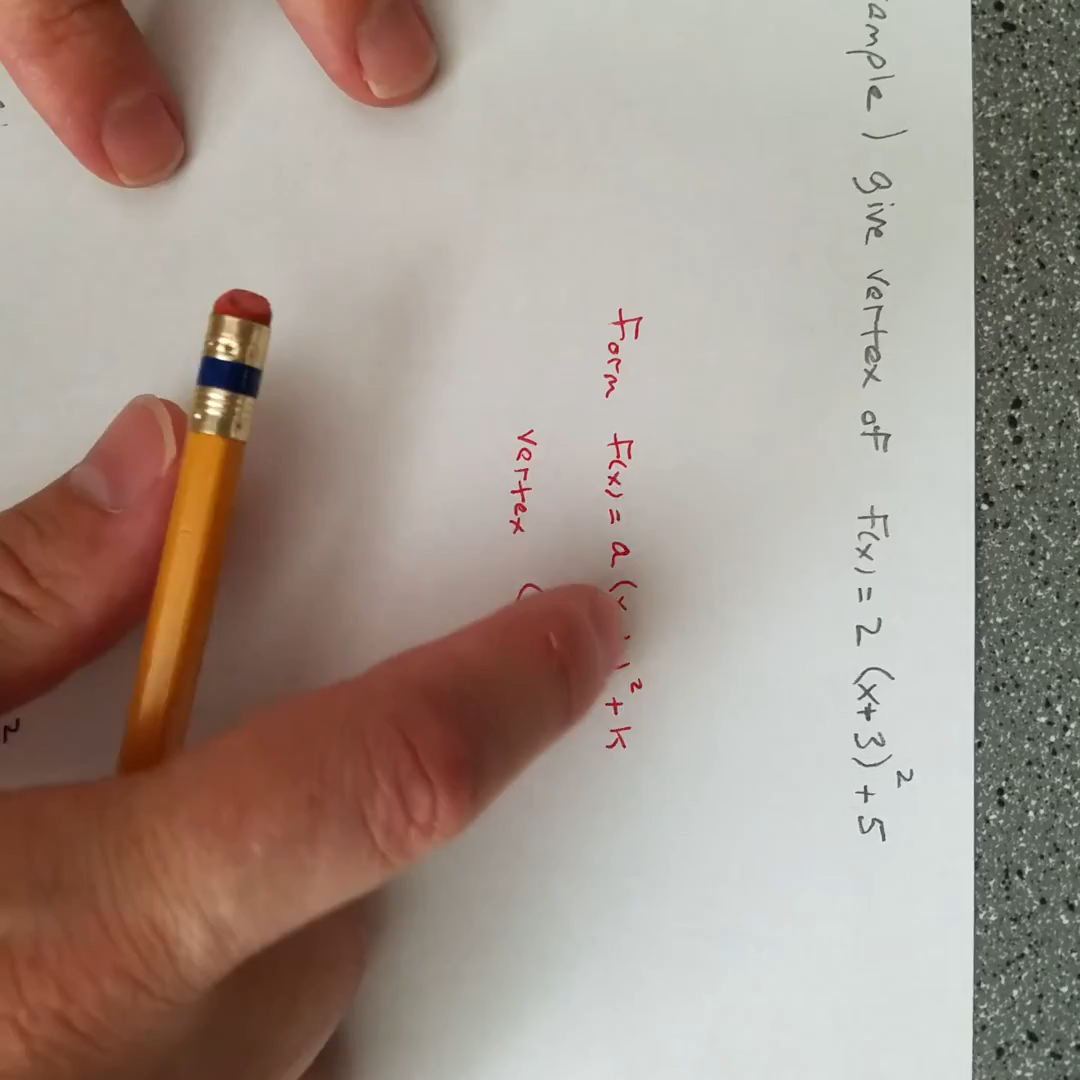 ample) give vertex of f(x) = 2 (x+3)² + 5
Form f(x) = a ( )² + k
vertex (